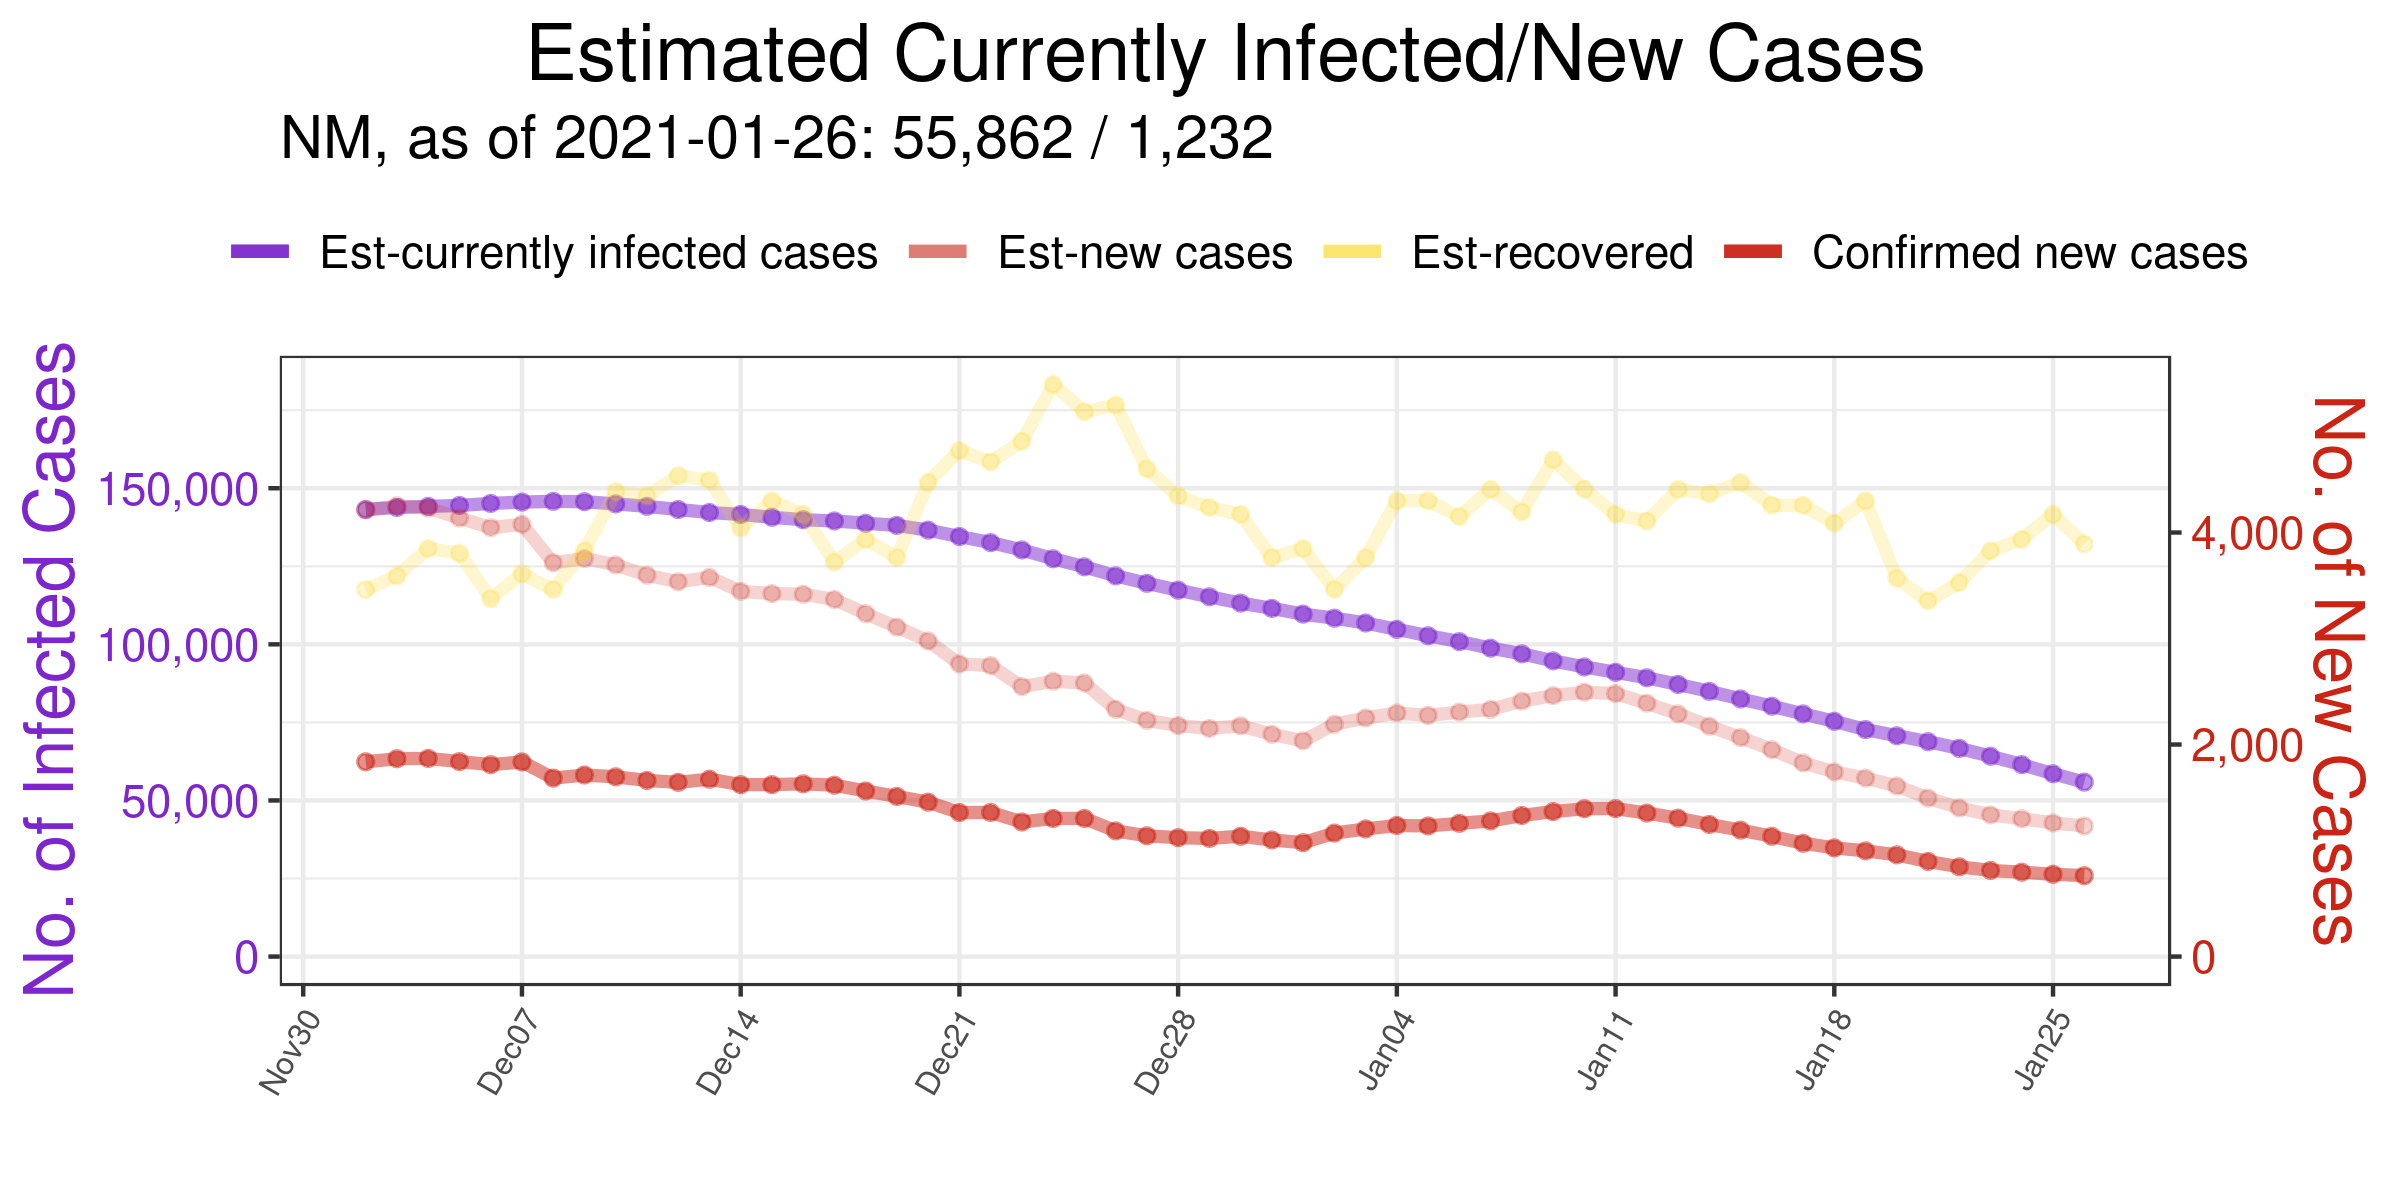 Estimated Currently Infected/New Cases
NM, as of 2021-01-26: 55,862 / 1,232
Est-currently infected cases Est-new cases Est-recovered Confirmed new cases
No. of Infected Cases
150,000
100,000
50,000
0
4,000
2,000
0
No. of New Cases
Nov30 Dec07 Dec14 Dec21 Dec28 Jan04 Jan11 Jan18 Jan25